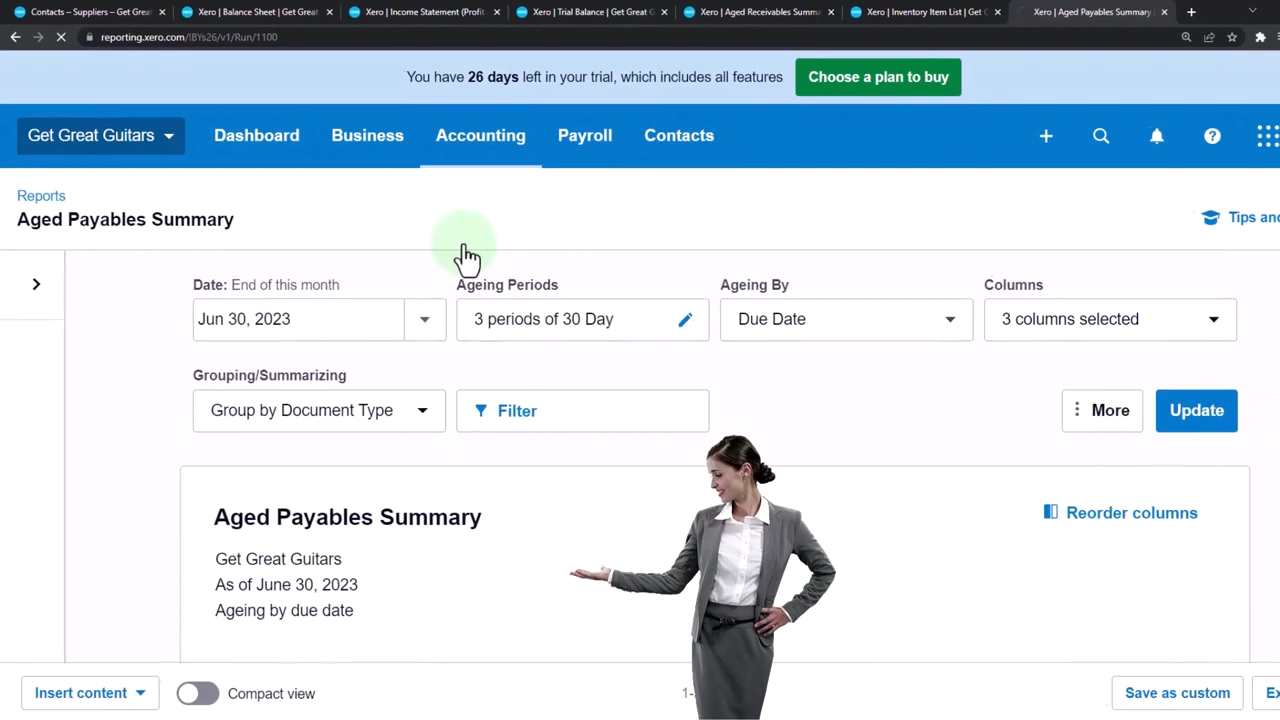 Contacts – Suppliers – Get Great
Xero | Balance Sheet | Get Great
Xero | Income Statement (Profit
Xero | Trial Balance | Get Great G
Xero | Aged Receivables Summa
Xero | Inventory Item List | Get G
Xero | Aged Payables Summary |
reporting.xero.com/!BYs26/v1/Run/1100
You have 26 days left in your trial, which includes all features
Choose a plan to buy
Get Great Guitars
Dashboard
Business
Accounting
Payroll
Contacts
Reports
Aged Payables Summary
Tips and
Date: End of this month
Ageing Periods
Ageing By
Columns
Jun 30, 2023
3 periods of 30 Day
Due Date
3 columns selected
Grouping/Summarizing
Group by Document Type
Filter
More
Update
Aged Payables Summary
Reorder columns
Get Great Guitars
As of June 30, 2023
Ageing by due date
Insert content
Compact view
1-
Save as custom
Ex